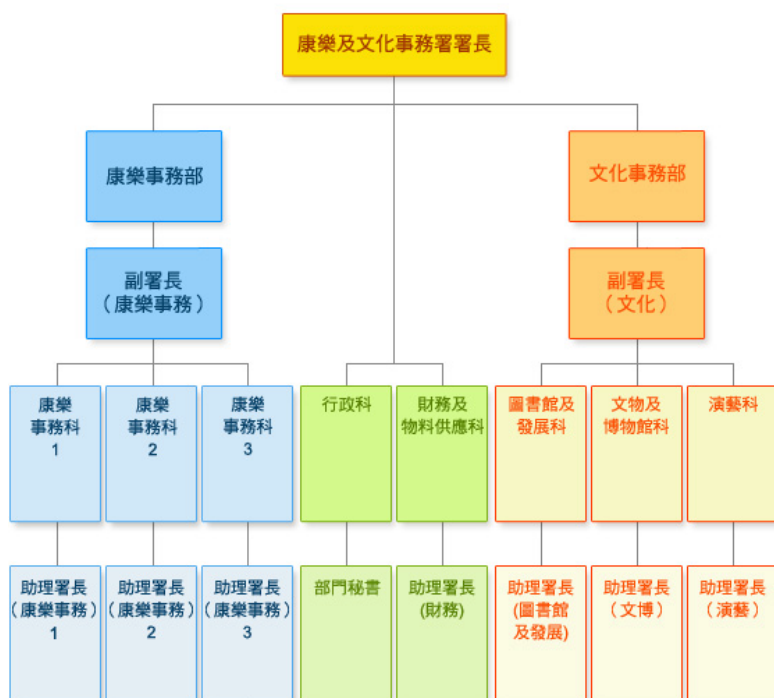 康樂及文化事務署署長
康樂事務部
文化事務部
副署長
（康樂事務）
副署長
（文化）
康樂
事務科
1
康樂
事務科
2
康樂
事務科
3
行政科
財務及
物料供應科
圖書館及
發展科
文物及
博物館科
演藝科
助理署長
（康樂事務）
1
助理署長
（康樂事務）
2
助理署長
（康樂事務）
3
部門秘書
助理署長
(財務)
助理署長
(圖書館
及發展)
助理署長
（文博）
助理署長
（演藝）